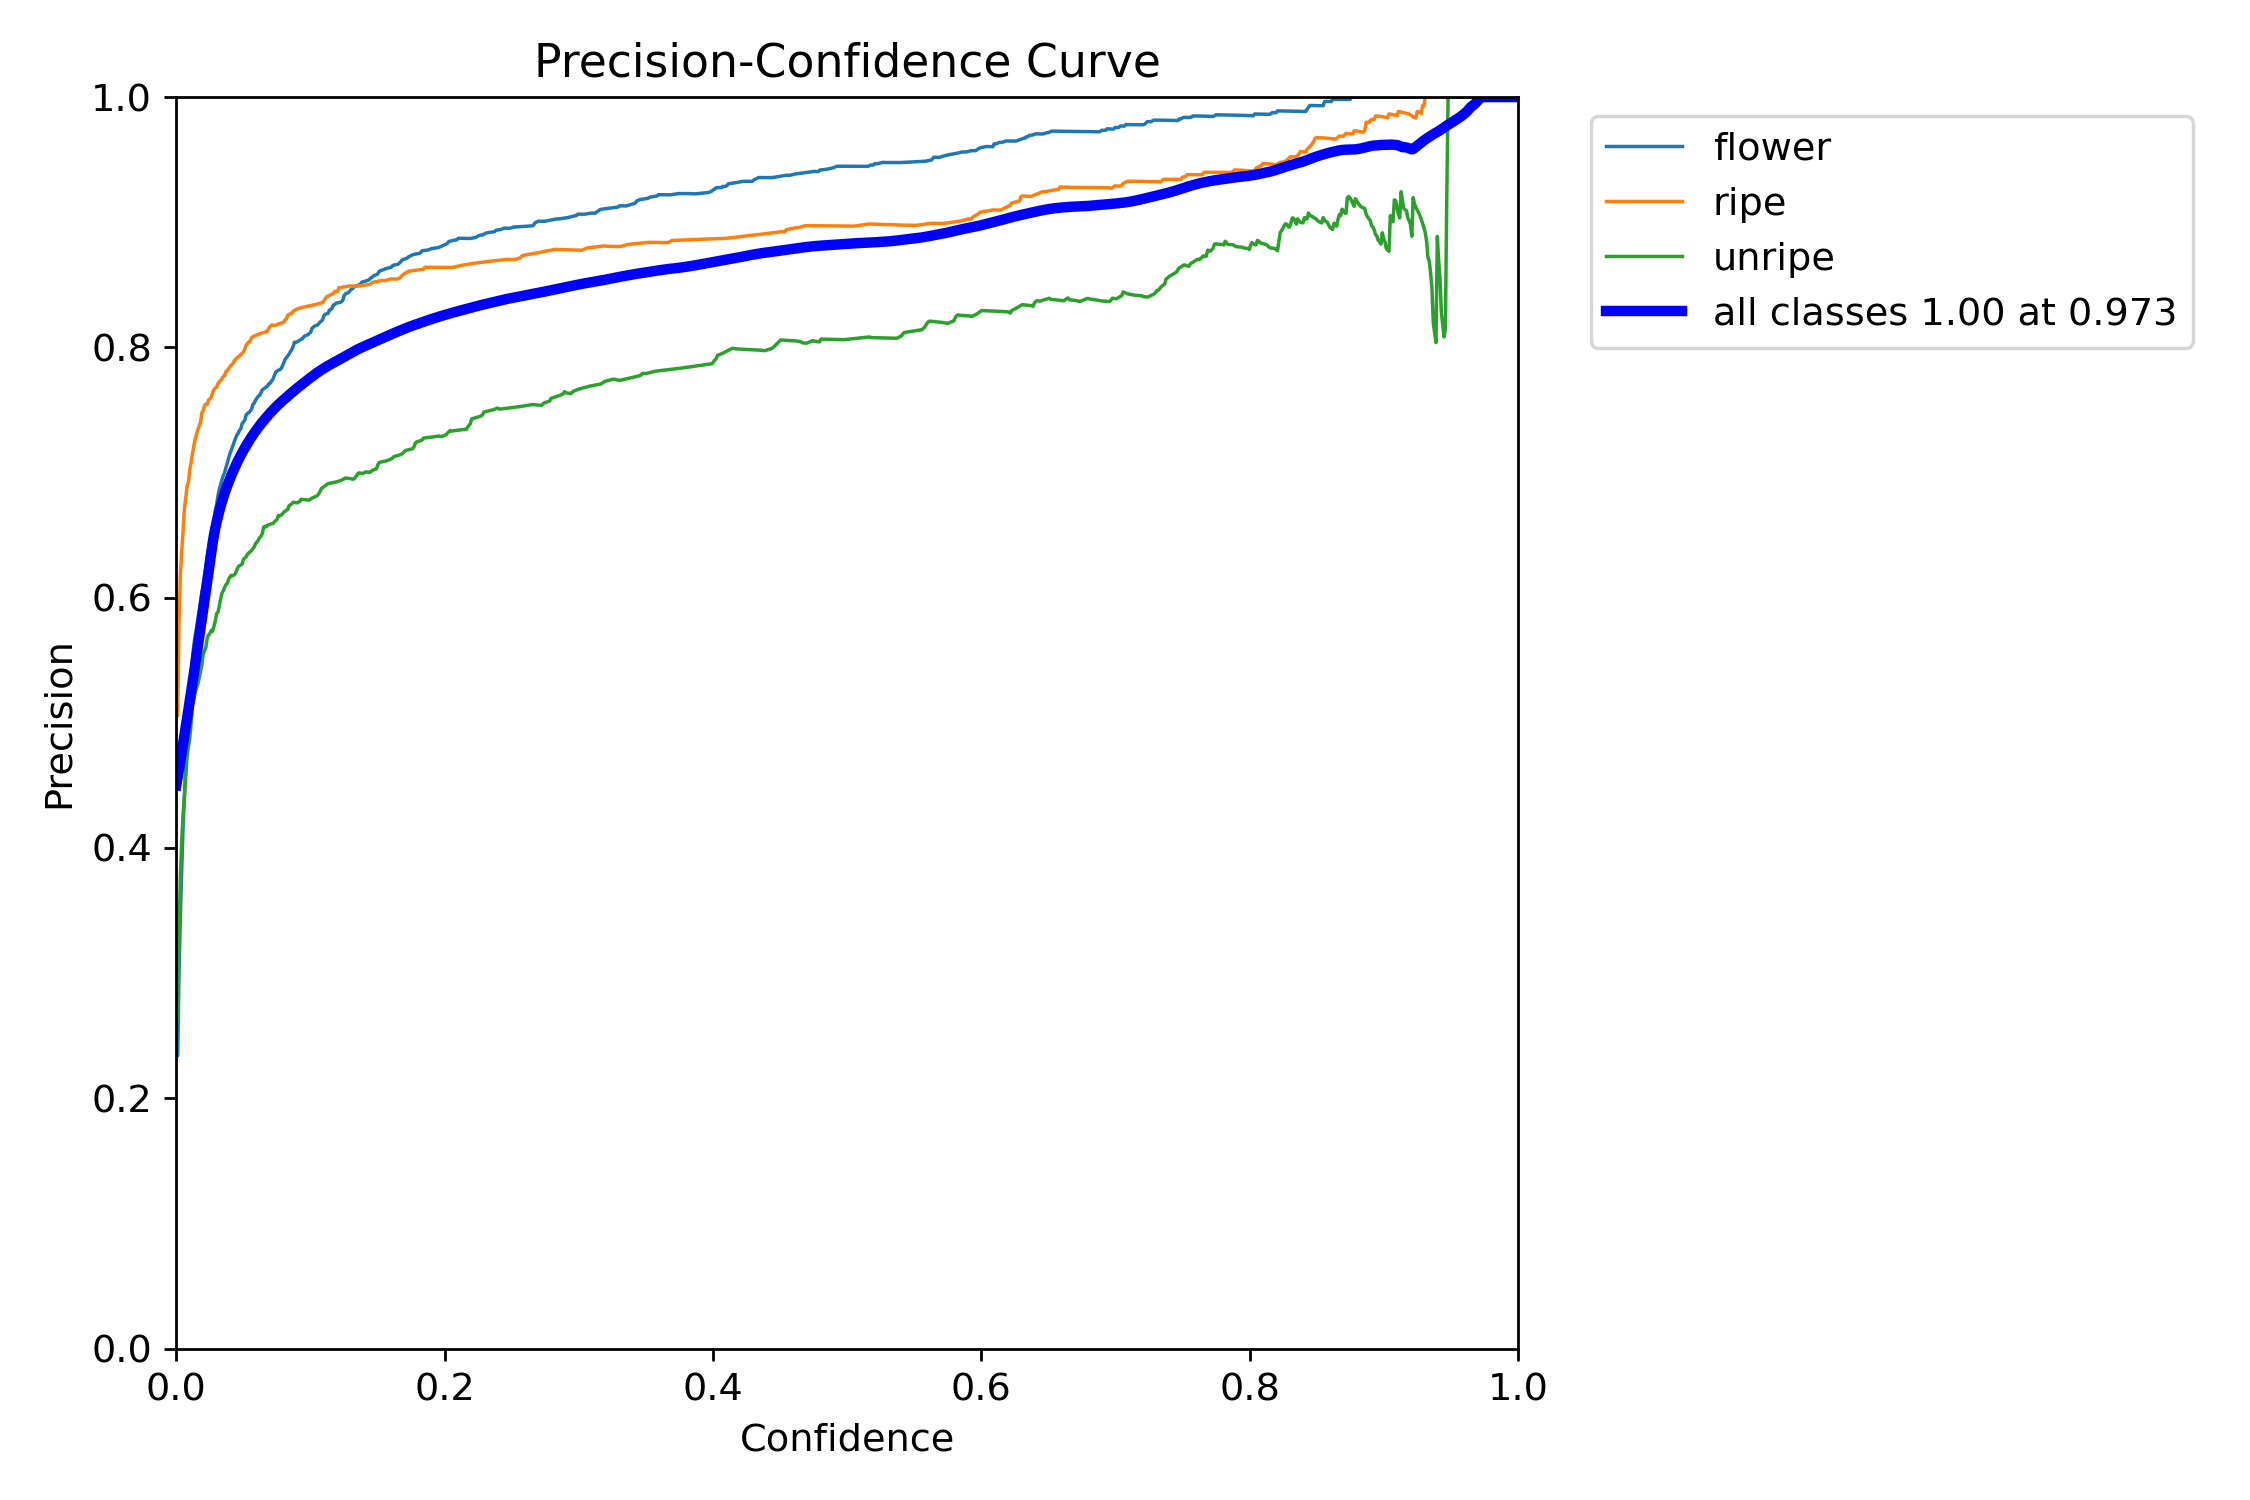 Precision-Confidence Curve
1.0
0.8
0.6
0.4
0.2
0.0
Precision
0.0 0.2 0.4 0.6 0.8 1.0
Confidence
flower
ripe
unripe
all classes 1.00 at 0.973